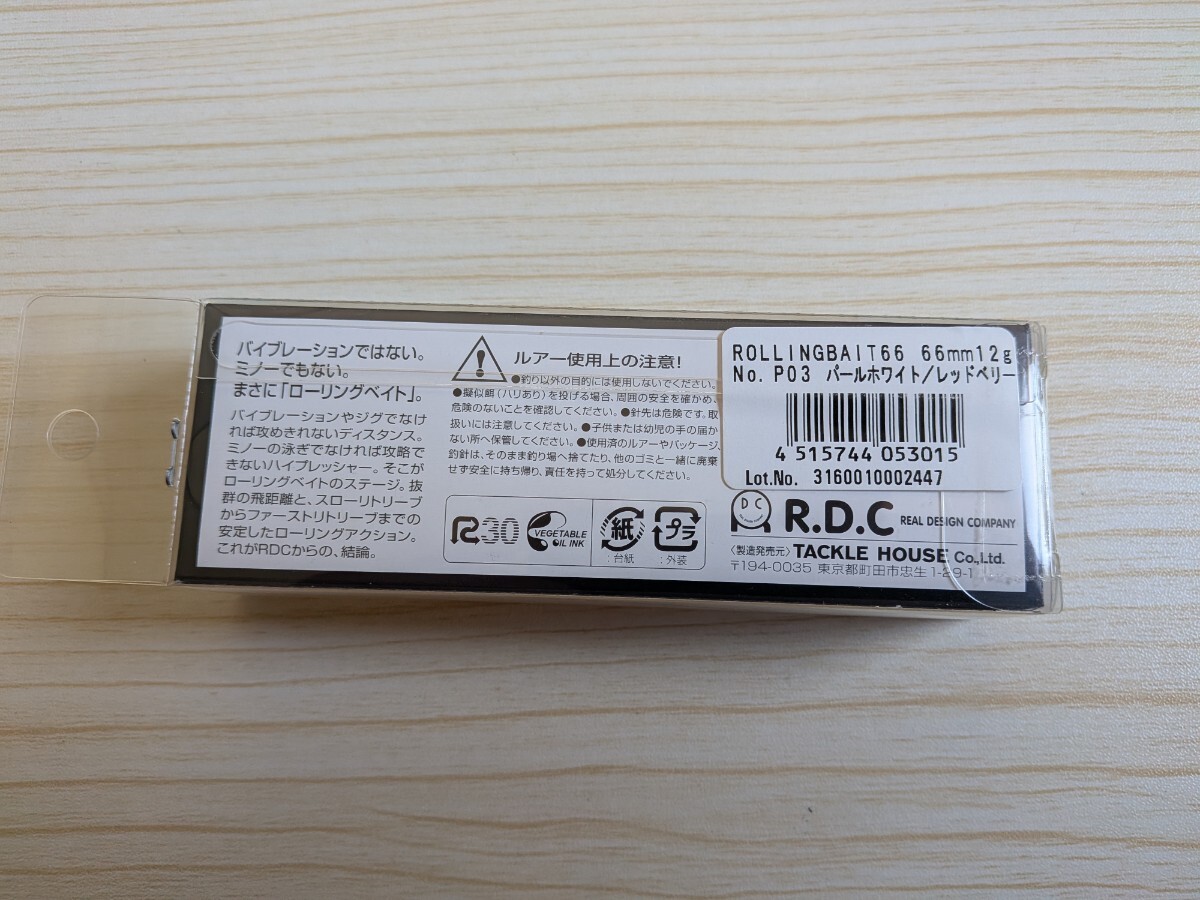 バイブレーションではない。
ミノーでもない。
まさに「ローリングベイト」。
バイブレーションやジグでなけ
れば攻めきれないディスタンス。
ミノーの泳ぎでなければ攻略で
きないハイプレッシャー。そこが
ローリングベイトのステージ。抜
群の飛距離と、スローリトリーブ
からファーストリトリーブまでの
安定したローリングアクション。
これがRDCからの、結論。
ルアー使用上の注意!
●釣り以外の目的には使用しないでください。
●擬似餌(ハリあり)を投げる場合、周囲の安全を確かめ、
危険のないことを確認してください。●針先は危険です。取
扱いには注意してください。●子供または幼児の手の届か
ない所へ保管してください。●使用済のルアーやパッケージ、
釣針は、そのまま釣り場へ捨てたり、他のゴミと一緒に廃棄
せず安全に持ち帰り、責任を持って処分してください。
R30
VEGETABLE
OIL INK
紙
:台紙
プラ
:外装
ROLLINGBAIT66 66mm12g
No. P03 パールホワイト/レッドベリー
4 515744 053015
Lot.No. 3160010002447
D C
R.D.C REAL DESIGN COMPANY
〈製造発売元〉TACKLE HOUSE Co.,Ltd.
〒194-0035 東京都町田市忠生1-29-1